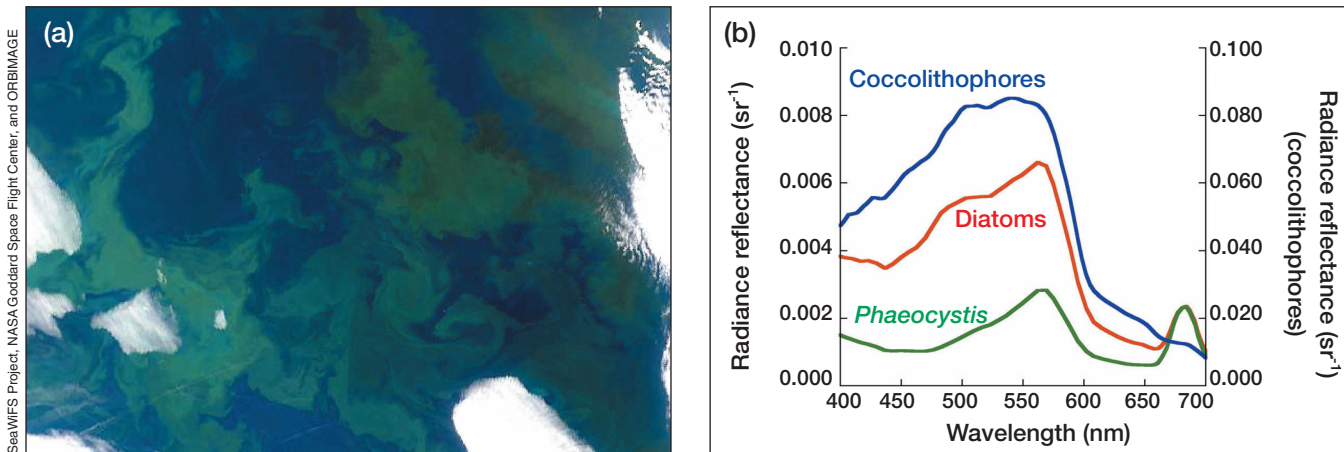 SeaWiFS Project, NASA Goddard Space Flight Center, and ORBIMAGE
(a)
(b)
Radiance reflectance (sr-1)
0.010
0.008
0.006
0.004
0.002
0.000
Coccolithophores
Diatoms
Phaeocystis
400
450
500
550
600
650
700
Wavelength (nm)
0.100
0.080
0.060
0.040
0.020
0.000
Radiance reflectance (sr-1)
(coccolithophores)